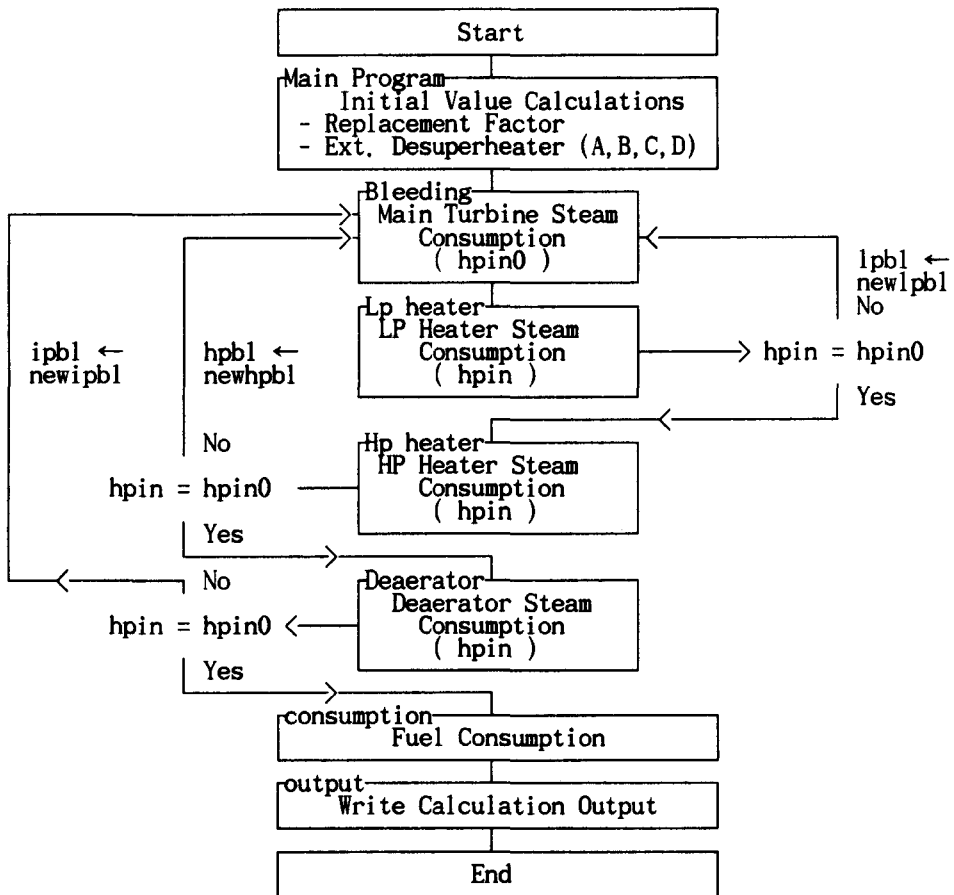 Start
Main Program
Initial Value Calculations
- Replacement Factor
- Ext. Desuperheater (A,B,C,D)
Bleeding
Main Turbine Steam
Consumption
( hpin0 )
lpbl ←
newlpbl
No
Lp heater
LP Heater Steam
Consumption
( hpin )
hpin = hpin0
Yes
ipbl ←
newipbl
hpbl ←
newhpbl
No
Hp heater
HP Heater Steam
Consumption
( hpin )
hpin = hpin0
Yes
No
Deaerator
Deaerator Steam
Consumption
( hpin )
hpin = hpin0
Yes
consumption
Fuel Consumption
output
Write Calculation Output
End